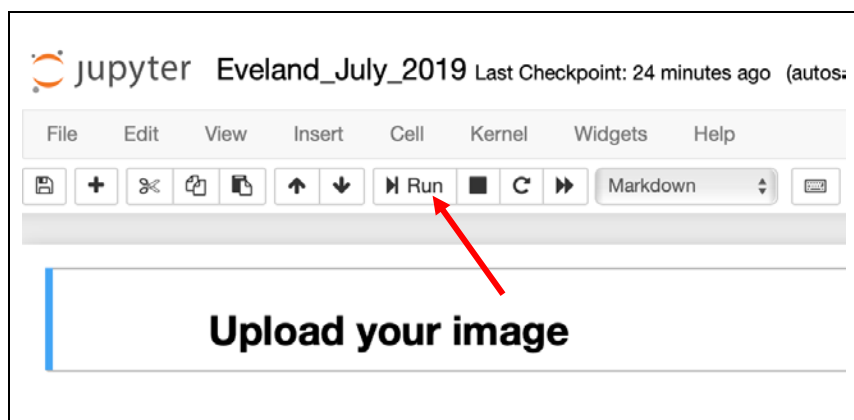 jupyter Eveland_July_2019 Last Checkpoint: 24 minutes ago (autos
File Edit View Insert Cell Kernel Widgets Help
Run Markdown
Upload your image